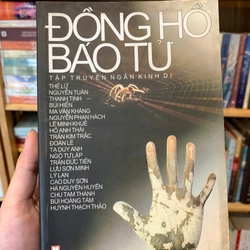 ĐỒNG HỒ
BÁO TỬ
TẬP TRUYỆN NGẮN KINH DỊ
THẾ LỮ
NGUYỄN TUÂN
THANH TỊNH
BÙI HIỂN
MA VĂN KHÁNG
NGUYỄN PHAN HÁCH
LÊ MINH KHUÊ
HỒ ANH THÁI
TRẦN KIM TRẮC
ĐOÀN LÊ
TẠ DUY ANH
NGÔ TỰ LẬP
TRẦN ĐỨC TIẾN
LƯU SƠN MINH
LÝ LAN
CAO DUY SƠN
HÀ NGUYÊN HUYẾN
CHU TAM THÀNH
BÙI HOÀNG TÁM
HUỲNH THẠCH THẢO